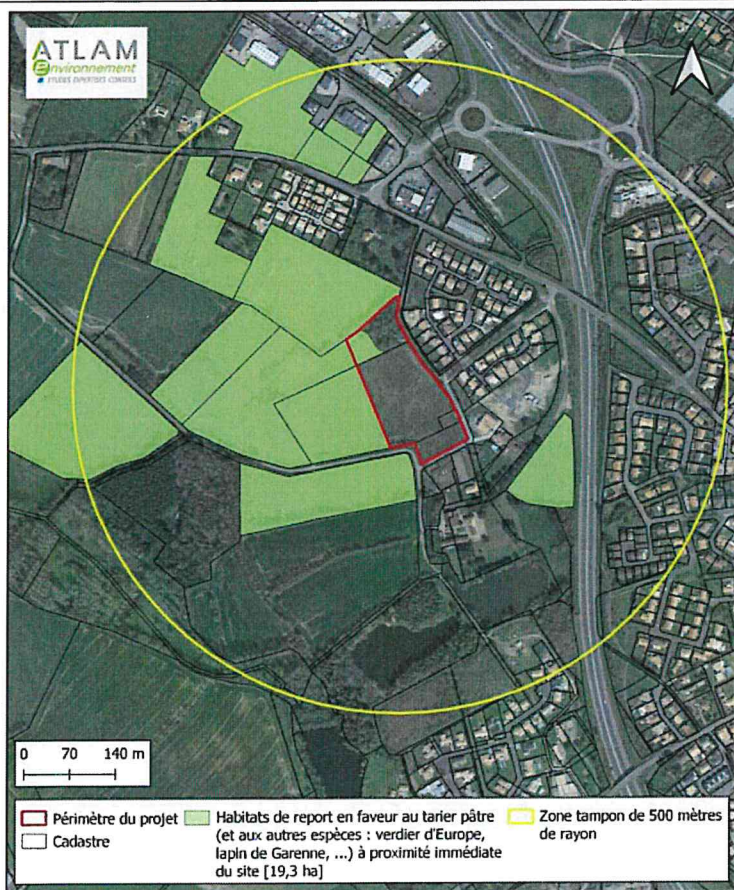 ATLAM
Environnement
ETUDES EXPERTISES CONSEILS
0 70 140 m
Périmètre du projet
Cadastre
Habitats de report en faveur au tarier pâtre
(et aux autres espèces : verdier d'Europe,
lapin de Garenne, ...) à proximité immédiate
du site [19,3 ha]
Zone tampon de 500 mètres
de rayon